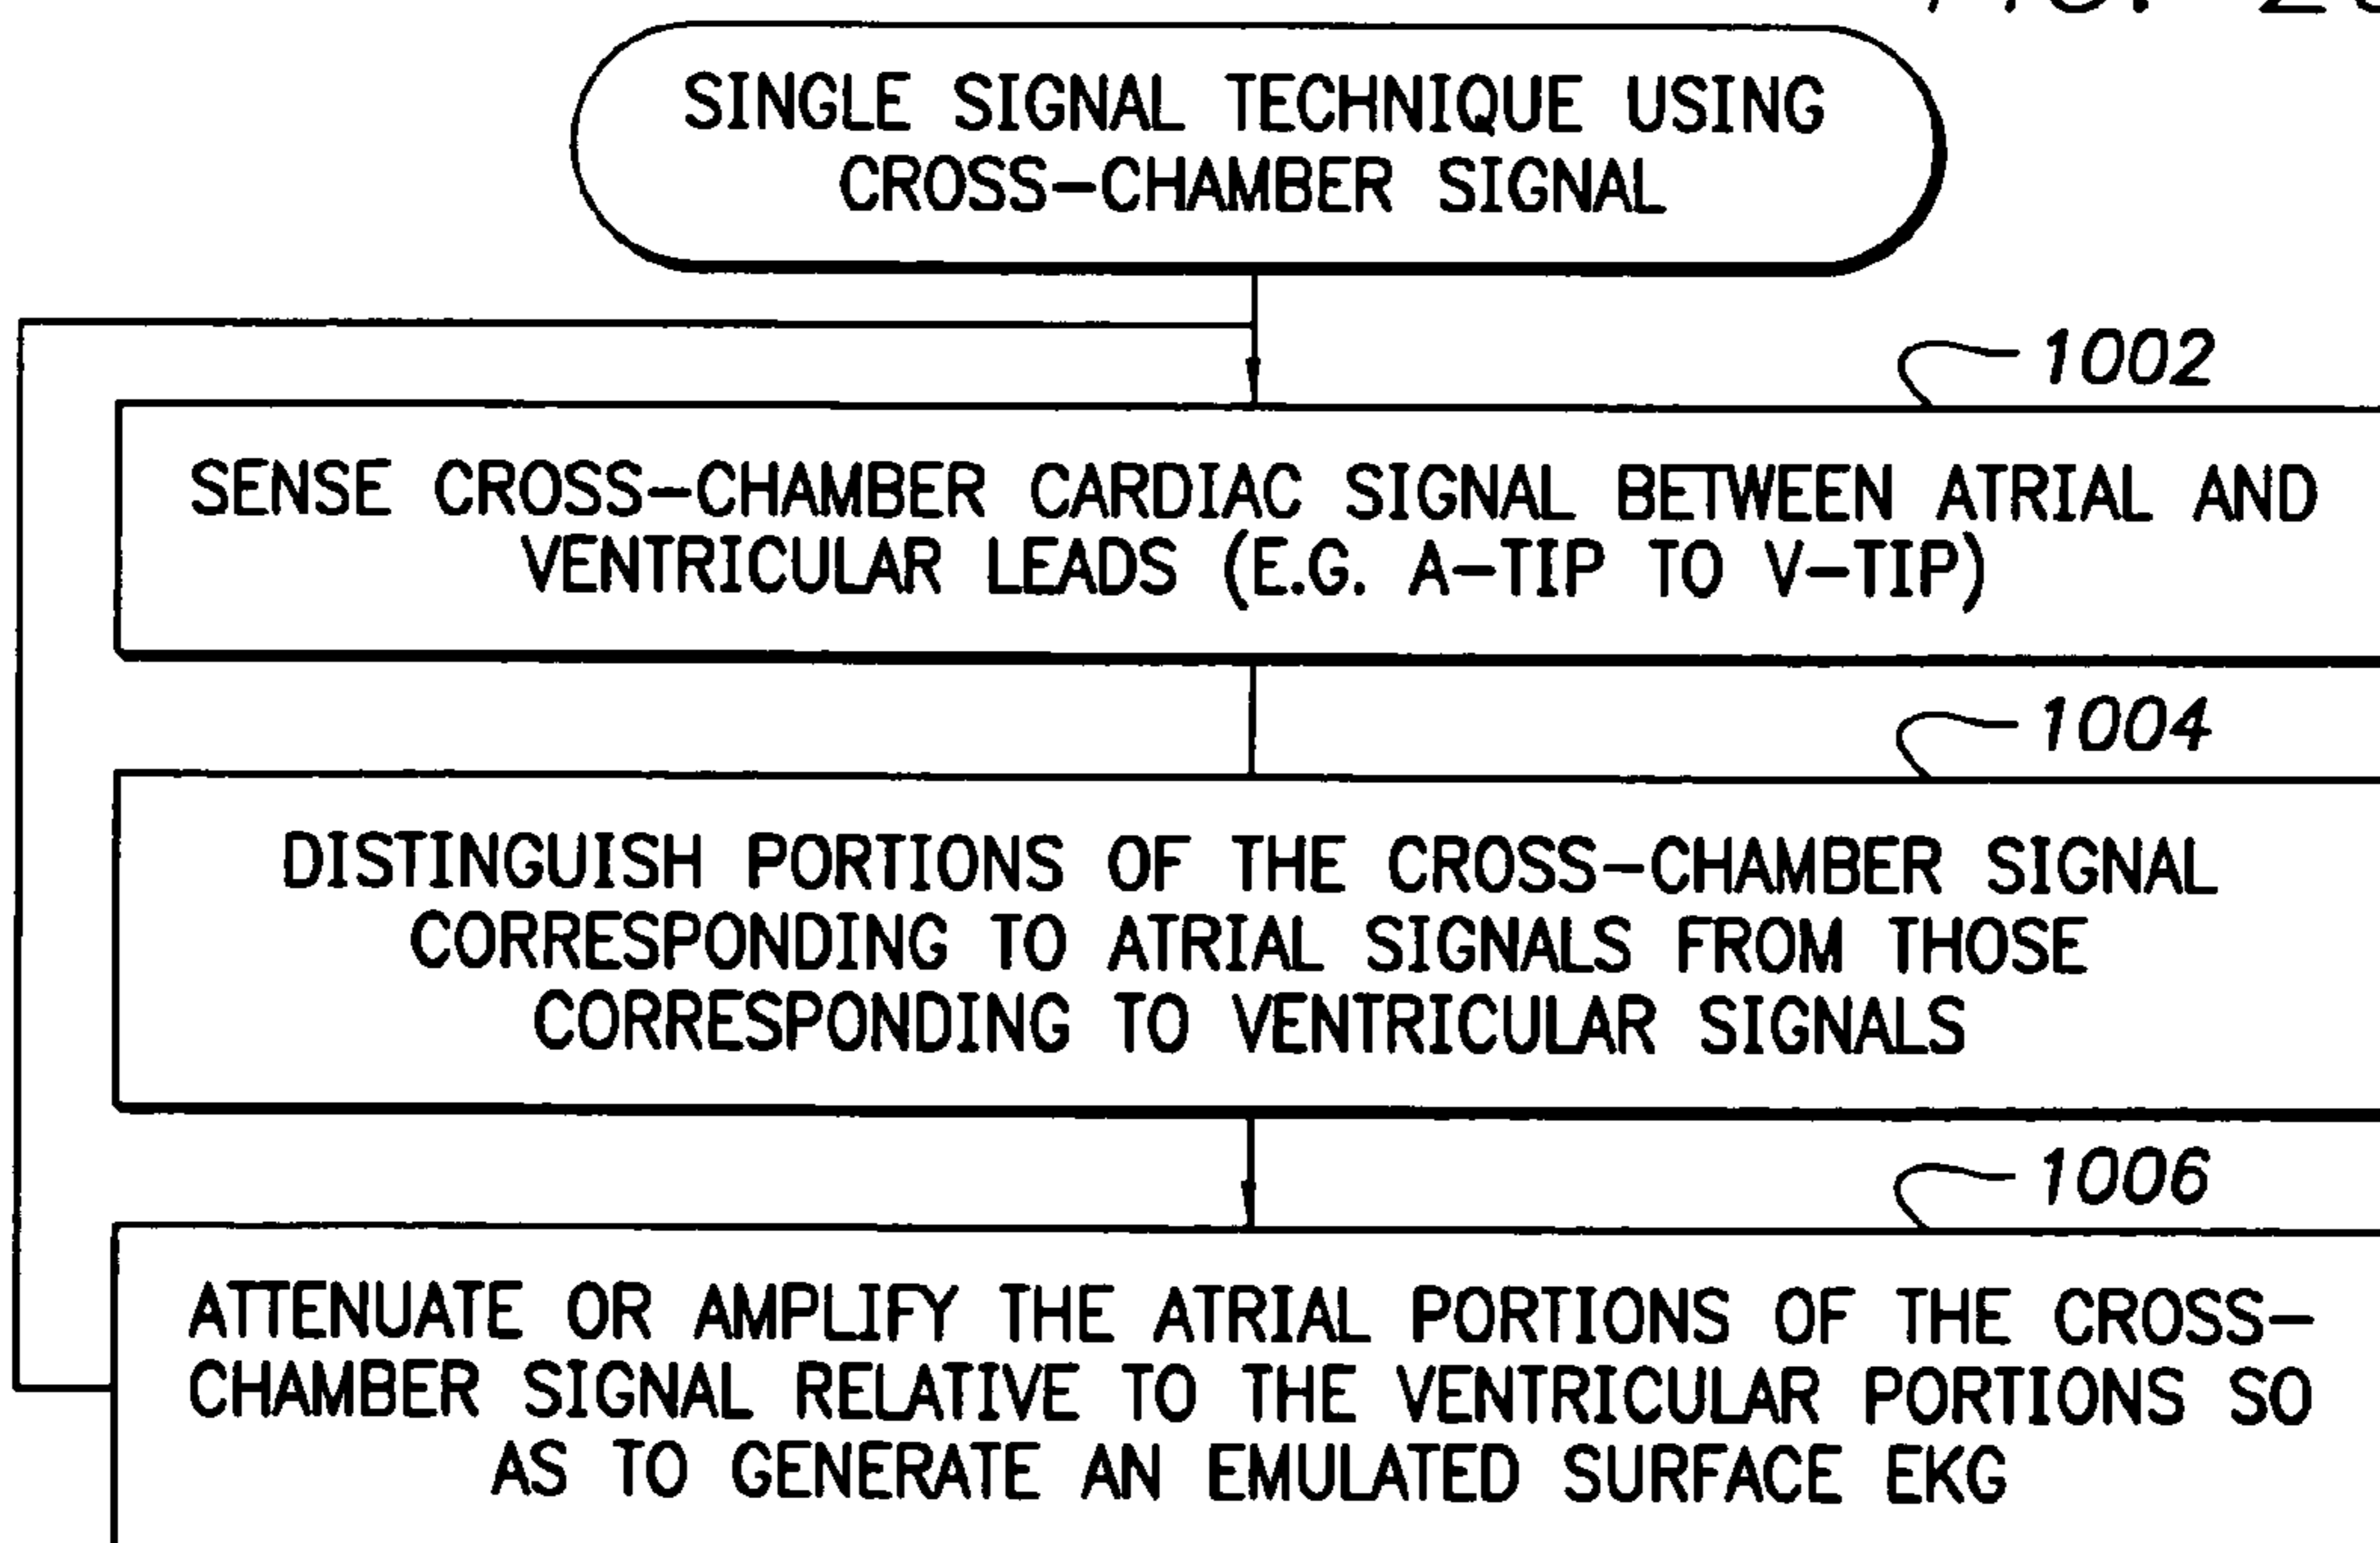 SINGLE SIGNAL TECHNIQUE USING
CROSS-CHAMBER SIGNAL
1002
SENSE CROSS-CHAMBER CARDIAC SIGNAL BETWEEN ATRIAL AND
VENTRICULAR LEADS (E.G. A-TIP TO V-TIP)
1004
DISTINGUISH PORTIONS OF THE CROSS-CHAMBER SIGNAL
CORRESPONDING TO ATRIAL SIGNALS FROM THOSE
CORRESPONDING TO VENTRICULAR SIGNALS
1006
ATTENUATE OR AMPLIFY THE ATRIAL PORTIONS OF THE CROSS-
CHAMBER SIGNAL RELATIVE TO THE VENTRICULAR PORTIONS SO
AS TO GENERATE AN EMULATED SURFACE EKG